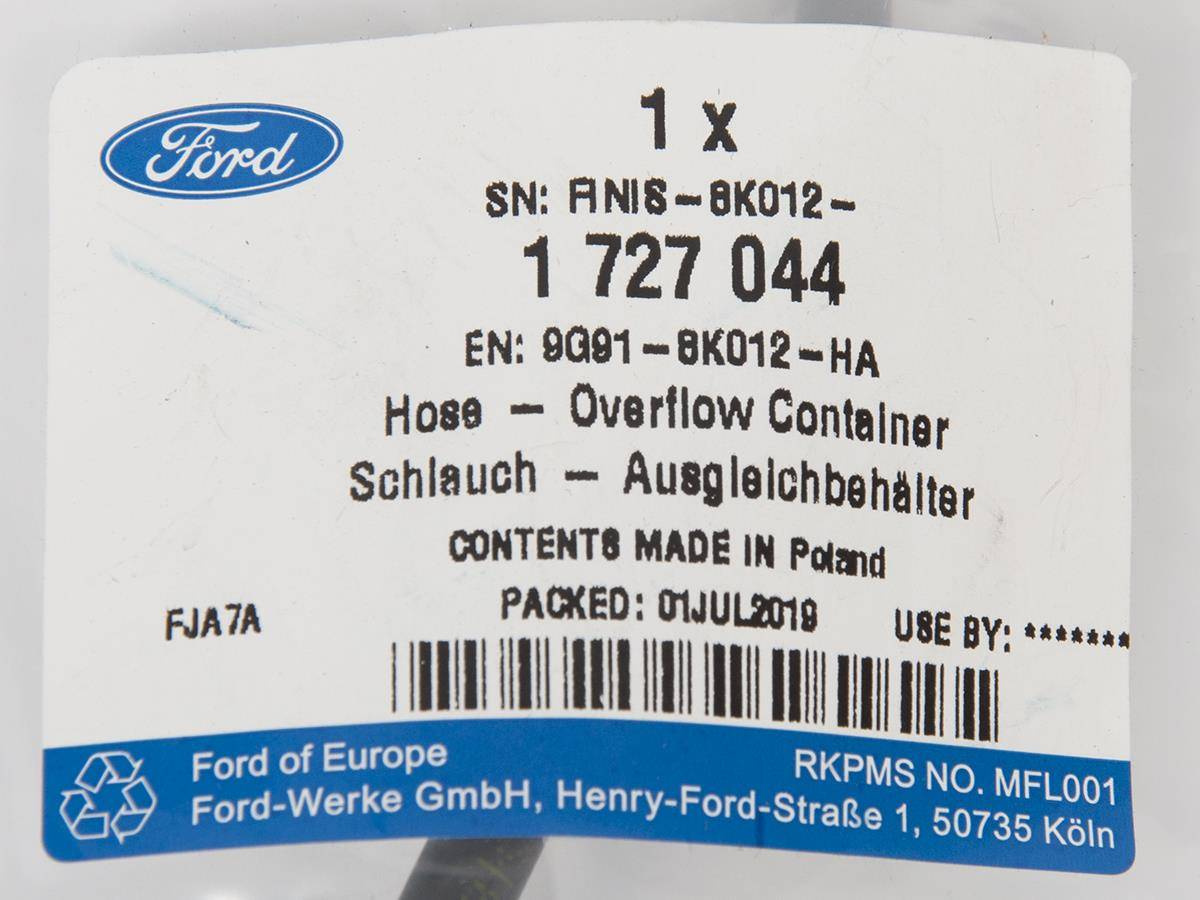 Ford
1 x
SN: FINIS-8K012-
1 727 044
EN: 9G91-8K012-HA
Hose - Overflow Container
Schlauch - Ausgleichbehälter
CONTENTS MADE IN Poland
PACKED: 01JUL2019
FJA7A
USE BY: *******
Ford of Europe
RKPMS NO. MFL001
Ford-Werke GmbH, Henry-Ford-Straße 1, 50735 Köln